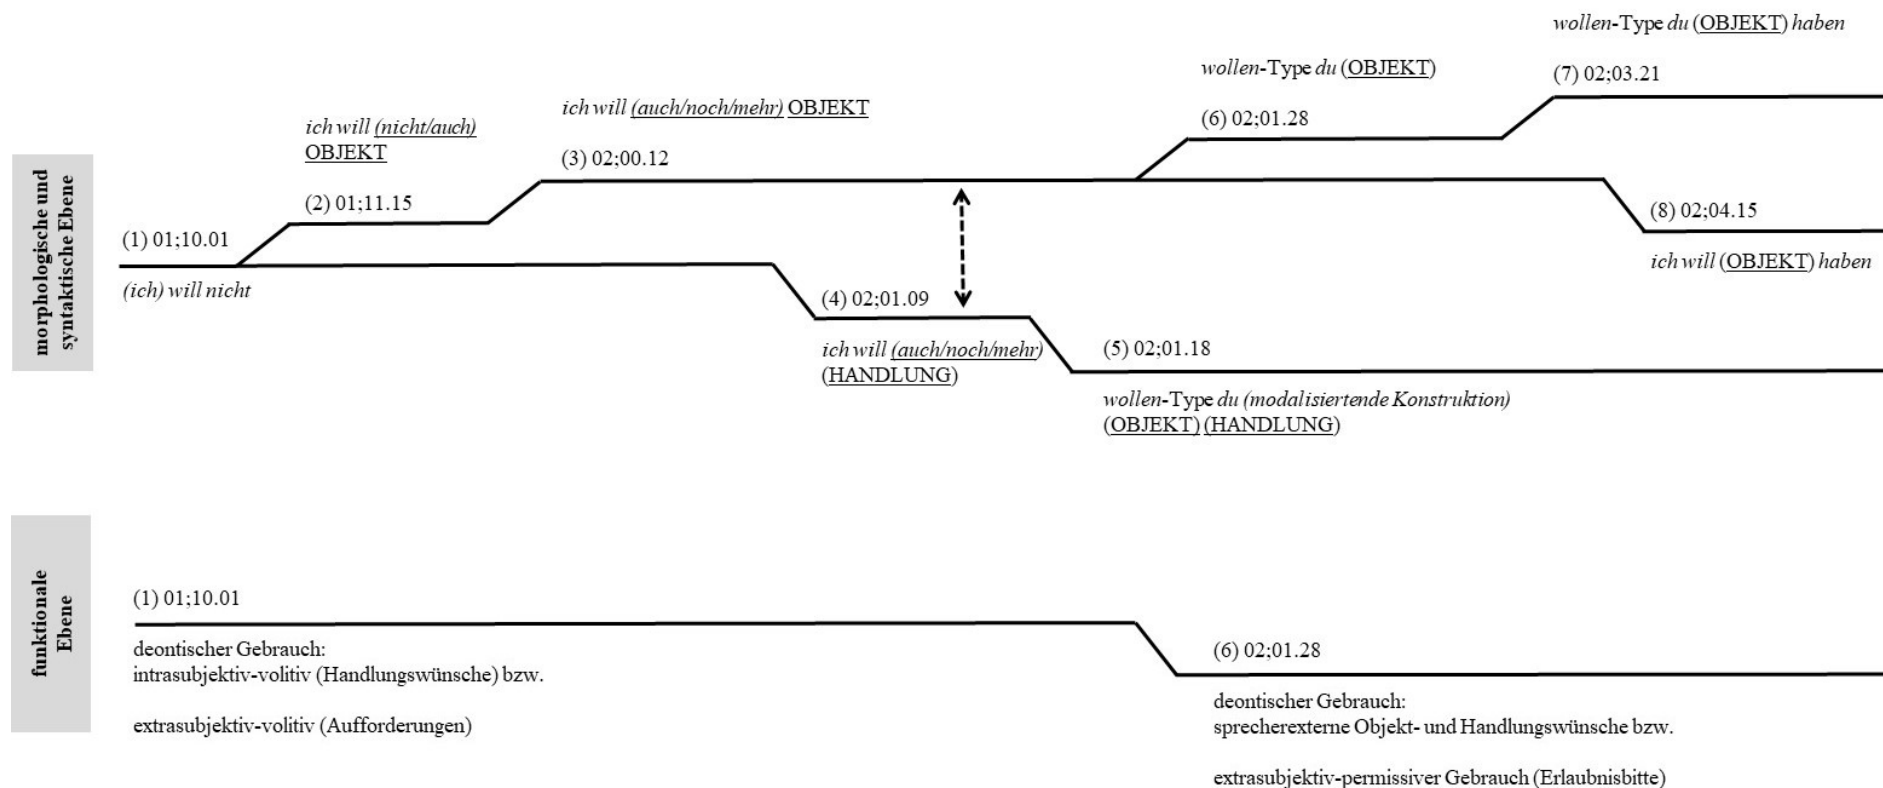 morphologische und
syntaktische Ebene
(1) 01;10.01
(ich) will nicht
ich will (nicht/auch)
OBJEKT
(2) 01;11.15
ich will (auch/noch/mehr) OBJEKT
(3) 02;00.12
(4) 02;01.09
ich will (auch/noch/mehr)
(HANDLUNG)
(5) 02;01.18
wollen-Type du (modalisiertende Konstruktion)
(OBJEKT) (HANDLUNG)
wollen-Type du (OBJEKT)
(6) 02;01.28
wollen-Type du (OBJEKT) haben
(7) 02;03.21
(8) 02;04.15
ich will (OBJEKT) haben
funktionale
Ebene
(1) 01;10.01
deontischer Gebrauch:
intrasubjektiv-volitiv (Handlungswünsche) bzw.
extrasubjektiv-volitiv (Aufforderungen)
(6) 02;01.28
deontischer Gebrauch:
sprecherexterne Objekt- und Handlungswünsche bzw.
extrasubjektiv-permissiver Gebrauch (Erlaubnisbitte)